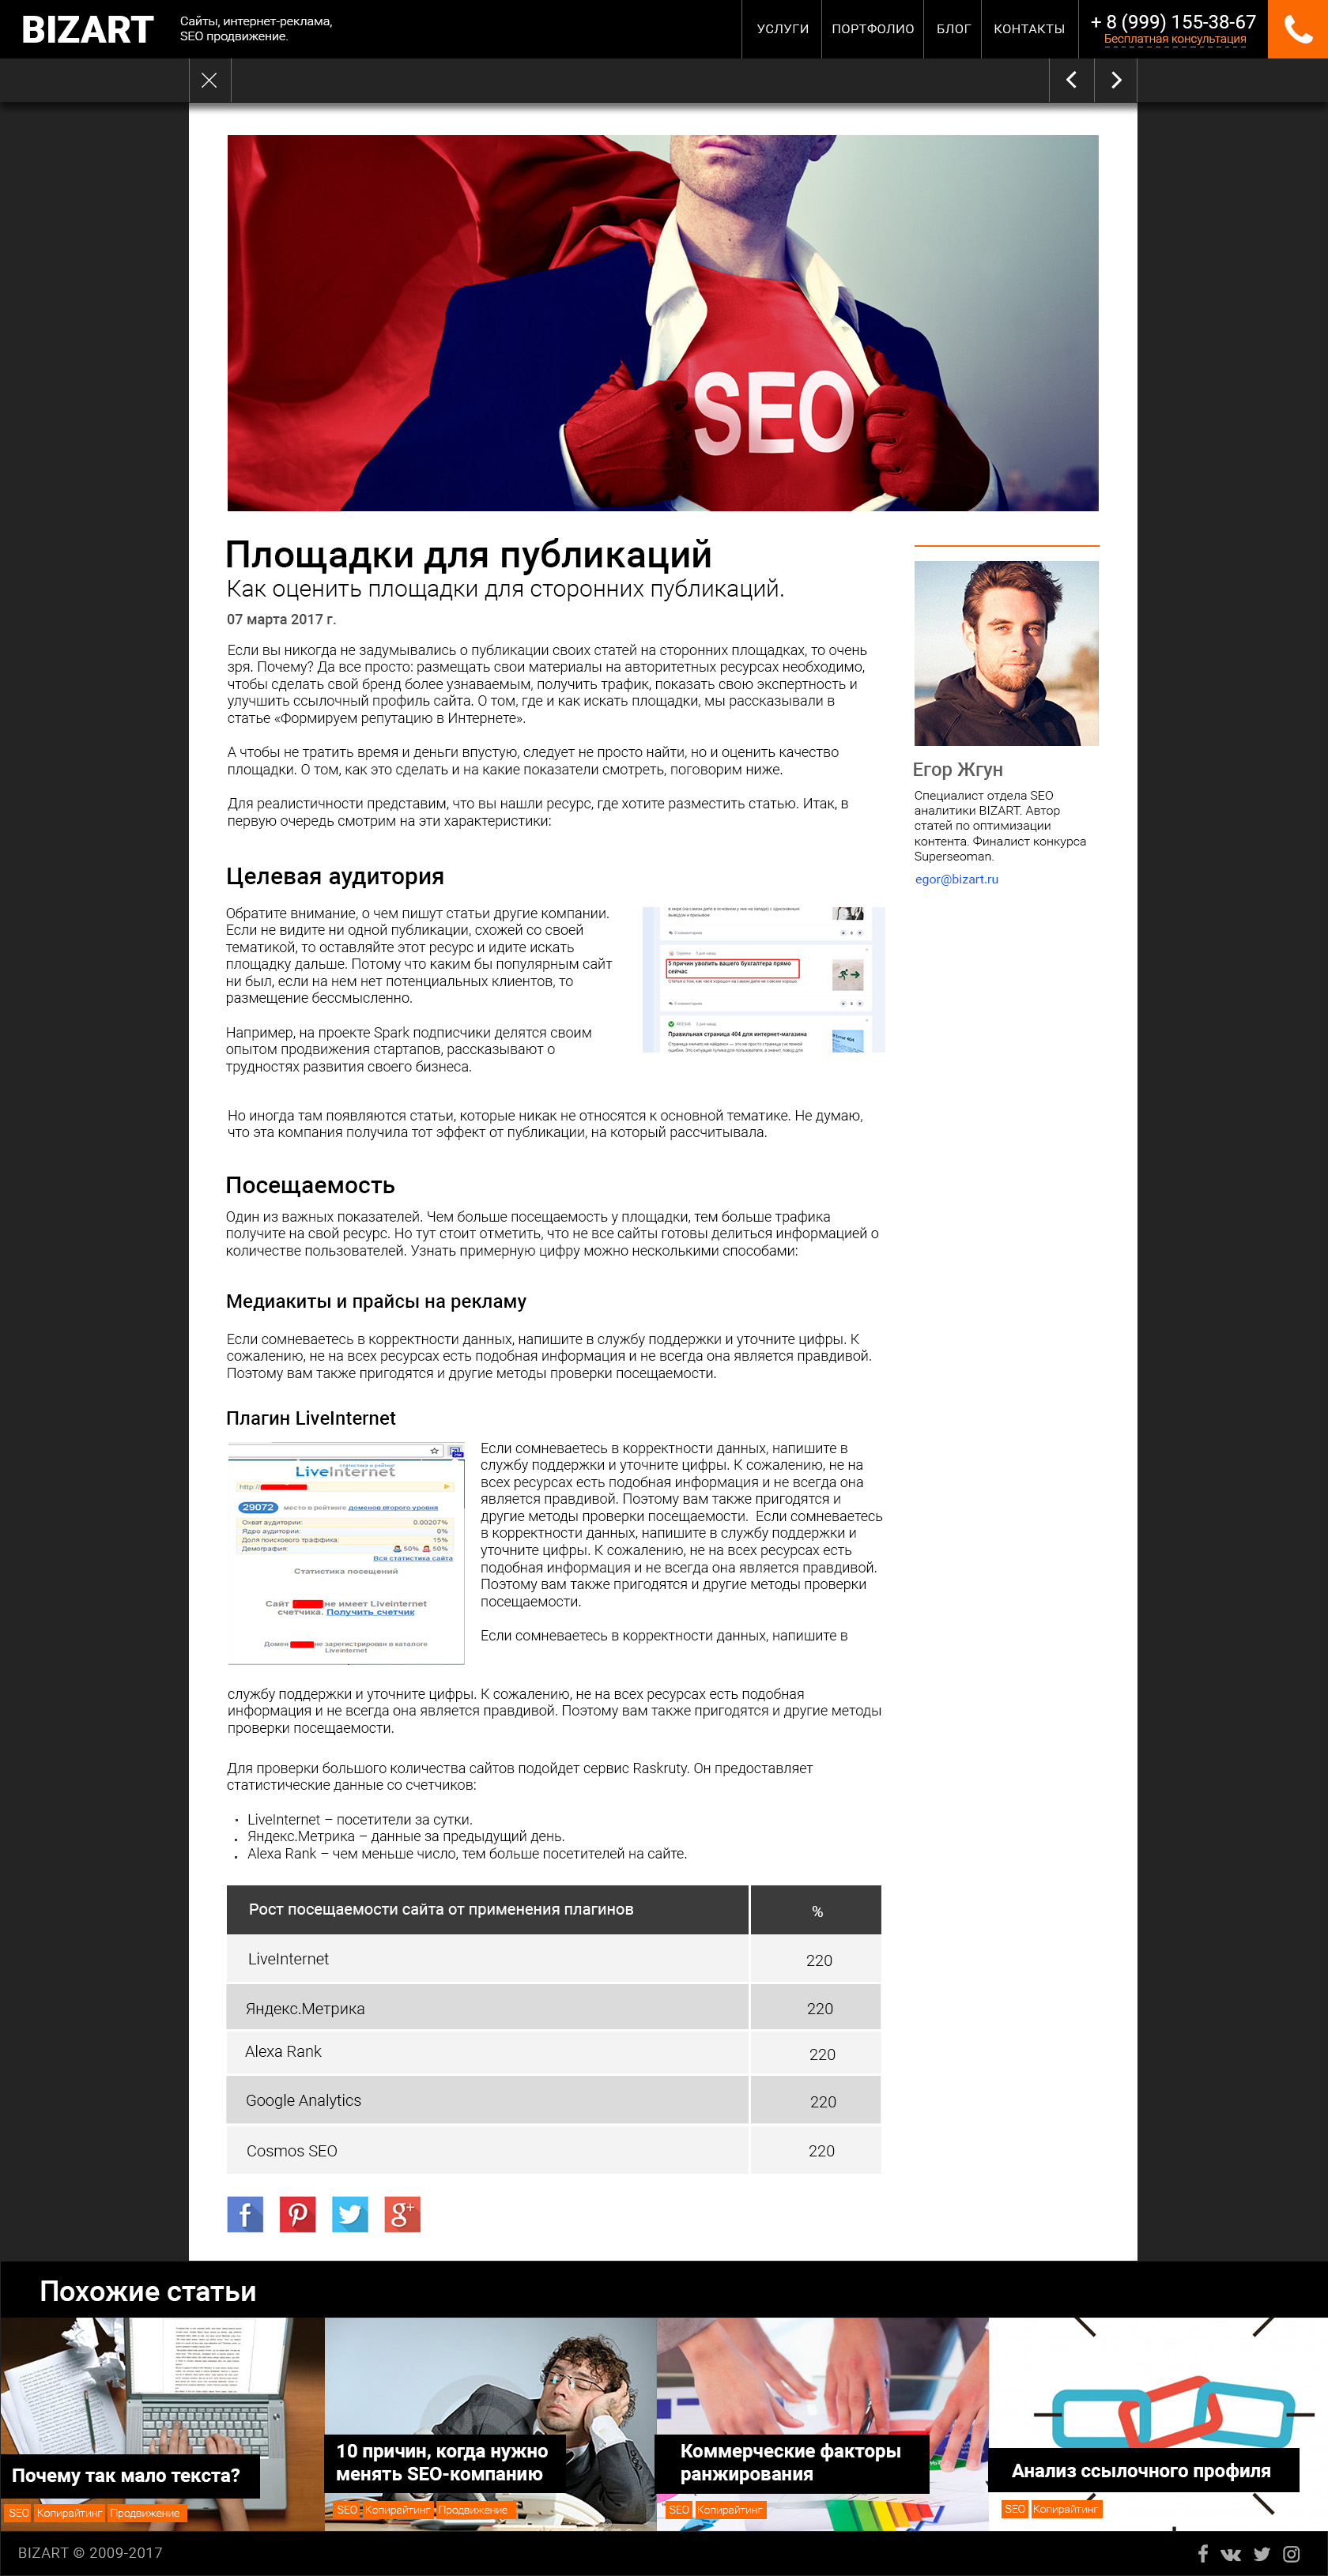 BIZART
Сайты, интернет-реклама,
SEO продвижение.
УСЛУГИ
ПОРТФОЛИО
БЛОГ
КОНТАКТЫ
+ 8 (999) 155-38-67
Бесплатная консультация
SEO
Площадки для публикаций
Как оценить площадки для сторонних публикаций.
07 марта 2017 г.
Если вы никогда не задумывались о публикации своих статей на сторонних площадках, то очень
зря. Почему? Да все просто: размещать свои материалы на авторитетных ресурсах необходимо,
чтобы сделать свой бренд более узнаваемым, получить трафик, показать свою экспертность и
улучшить ссылочный профиль сайта. О том, где и как искать площадки, мы рассказывали в
статье «Формируем репутацию в Интернете».
А чтобы не тратить время и деньги впустую, следует не просто найти, но и оценить качество
площадки. О том, как это сделать и на какие показатели смотреть, поговорим ниже.
Для реалистичности представим, что вы нашли ресурс, где хотите разместить статью. Итак, в
первую очередь смотрим на эти характеристики:
Егор Жгун
Специалист отдела SEO
аналитики BIZART. Автор
статей по оптимизации
контента. Финалист конкурса
Superseoman.
egor@bizart.ru
Целевая аудитория
Обратите внимание, о чем пишут статьи другие компании.
Если не видите ни одной публикации, схожей со своей
тематикой, то оставляйте этот ресурс и идите искать
площадку дальше. Потому что каким бы популярным сайт
ни был, если на нем нет потенциальных клиентов, то
размещение бессмысленно.
Например, на проекте Spark подписчики делятся своим
опытом продвижения стартапов, рассказывают о
трудностях развития своего бизнеса.
выводом и призывом
0 комментариев
5 причин уволить вашего бухгалтера прямо
сейчас
0 комментариев
Правильная страница 404 для интернет-магазина
Но иногда там появляются статьи, которые никак не относятся к основной тематике. Не думаю,
что эта компания получила тот эффект от публикации, на который рассчитывала.
Посещаемость
Один из важных показателей. Чем больше посещаемость у площадки, тем больше трафика
получите на свой ресурс. Но тут стоит отметить, что не все сайты готовы делиться информацией о
количестве пользователей. Узнать примерную цифру можно несколькими способами:
Медиакиты и прайсы на рекламу
Если сомневаетесь в корректности данных, напишите в службу поддержки и уточните цифры. К
сожалению, не на всех ресурсах есть подобная информация и не всегда она является правдивой.
Поэтому вам также пригодятся и другие методы проверки посещаемости.
Плагин LiveInternet
статистика и рейтинг
LiveInternet
http://
29072 место в рейтинге доменов второго уровня
Охват аудитории: 0.00207%
Ядро аудитории: 0%
Доля поискового траффика: 15%
Демография: 50% 50%
Вся статистика сайта
Статистика посещений
Сайт не имеет Liveinternet
счетчика. Получить счетчик
Домен не зарегистрирован в каталоге
Liveinternet
Если сомневаетесь в корректности данных, напишите в
службу поддержки и уточните цифры. К сожалению, не на
всех ресурсах есть подобная информация и не всегда она
является правдивой. Поэтому вам также пригодятся и
другие методы проверки посещаемости. Если сомневаетесь
в корректности данных, напишите в службу поддержки и
уточните цифры. К сожалению, не на всех ресурсах есть
подобная информация и не всегда она является правдивой.
Поэтому вам также пригодятся и другие методы проверки
посещаемости.
Если сомневаетесь в корректности данных, напишите в
службу поддержки и уточните цифры. К сожалению, не на всех ресурсах есть подобная
информация и не всегда она является правдивой. Поэтому вам также пригодятся и другие методы
проверки посещаемости.
Для проверки большого количества сайтов подойдет сервис Raskruty. Он предоставляет
статистические данные со счетчиков:
• LiveInternet – посетители за сутки.
• Яндекс.Метрика – данные за предыдущий день.
• Alexa Rank – чем меньше число, тем больше посетителей на сайте.
Рост посещаемости сайта от применения плагинов %
LiveInternet 220
Яндекс.Метрика 220
Alexa Rank 220
Google Analytics 220
Cosmos SEO 220
Похожие статьи
Почему так мало текста?
SEO Копирайтинг Продвижение
10 причин, когда нужно
менять SEO-компанию
SEO Копирайтинг Продвижение
Коммерческие факторы
ранжирования
SEO Копирайтинг
Анализ ссылочного профиля
SEO Копирайтинг
BIZART © 2009-2017